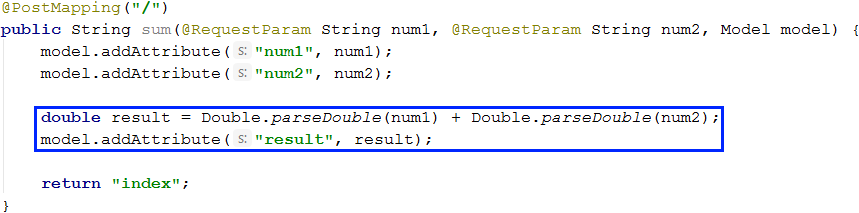 @PostMapping("/")
public String sum(@RequestParam String num1, @RequestParam String num2, Model model) {
    model.addAttribute( s: "num1", num1);
    model.addAttribute( s: "num2", num2);
    double result = Double.parseDouble(num1) + Double.parseDouble(num2);
    model.addAttribute( s: "result", result);
    return "index";
}